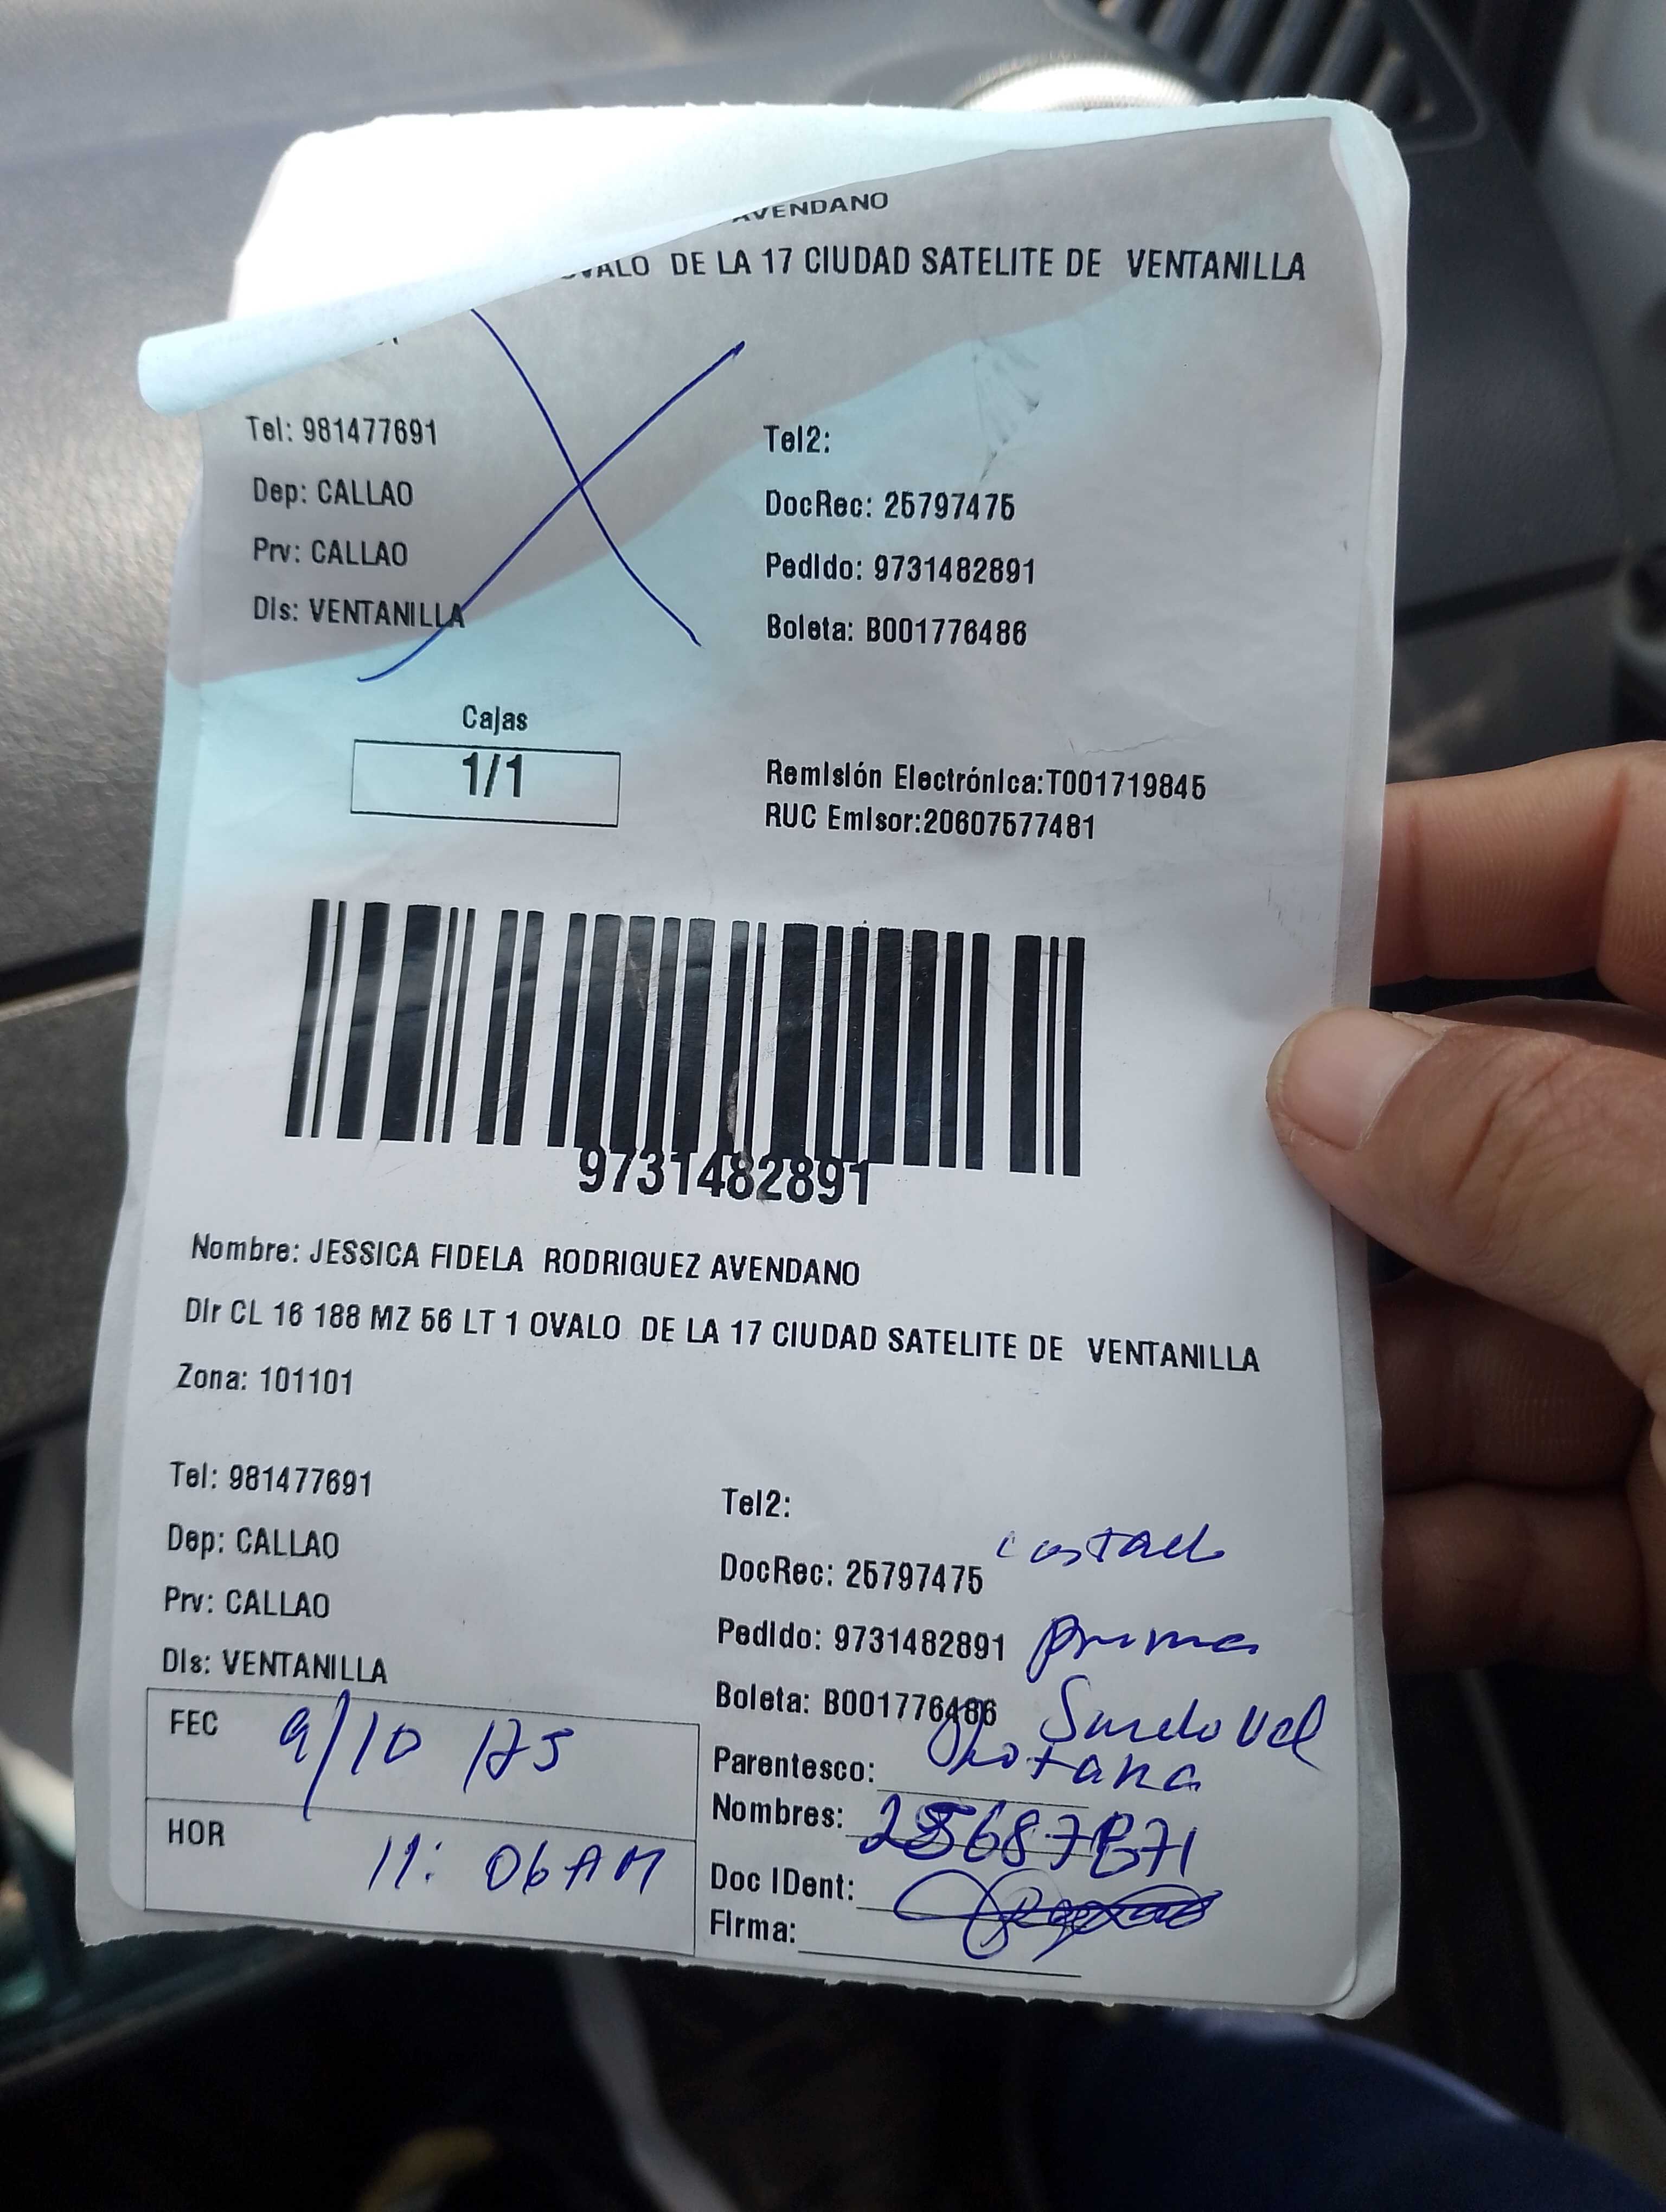 AVENDANO
OVALO DE LA 17 CIUDAD SATELITE DE VENTANILLA
Tel: 981477691
Tel2:
Dep: CALLAO
DocRec: 25797475
Prv: CALLAO
Pedido: 9731482891
Dis: VENTANILLA
Boleta: B001776486
Cajas
1/1
Remisión Electrónica:T001719845
RUC Emisor:20607577481
9731482891
Nombre: JESSICA FIDELA RODRIGUEZ AVENDANO
Dir CL 16 188 MZ 56 LT 1 OVALO DE LA 17 CIUDAD SATELITE DE VENTANILLA
Zona: 101101
Tel: 981477691
Tel2:
Dep: CALLAO
DocRec: 25797475
Prv: CALLAO
Pedido: 9731482891 prima
Dis: VENTANILLA
Boleta: B001776486 Sandoval
FEC 9/10/25
Parentesco:
Nombres:
HOR 11:06 AM
Doc IDent:
Firma: